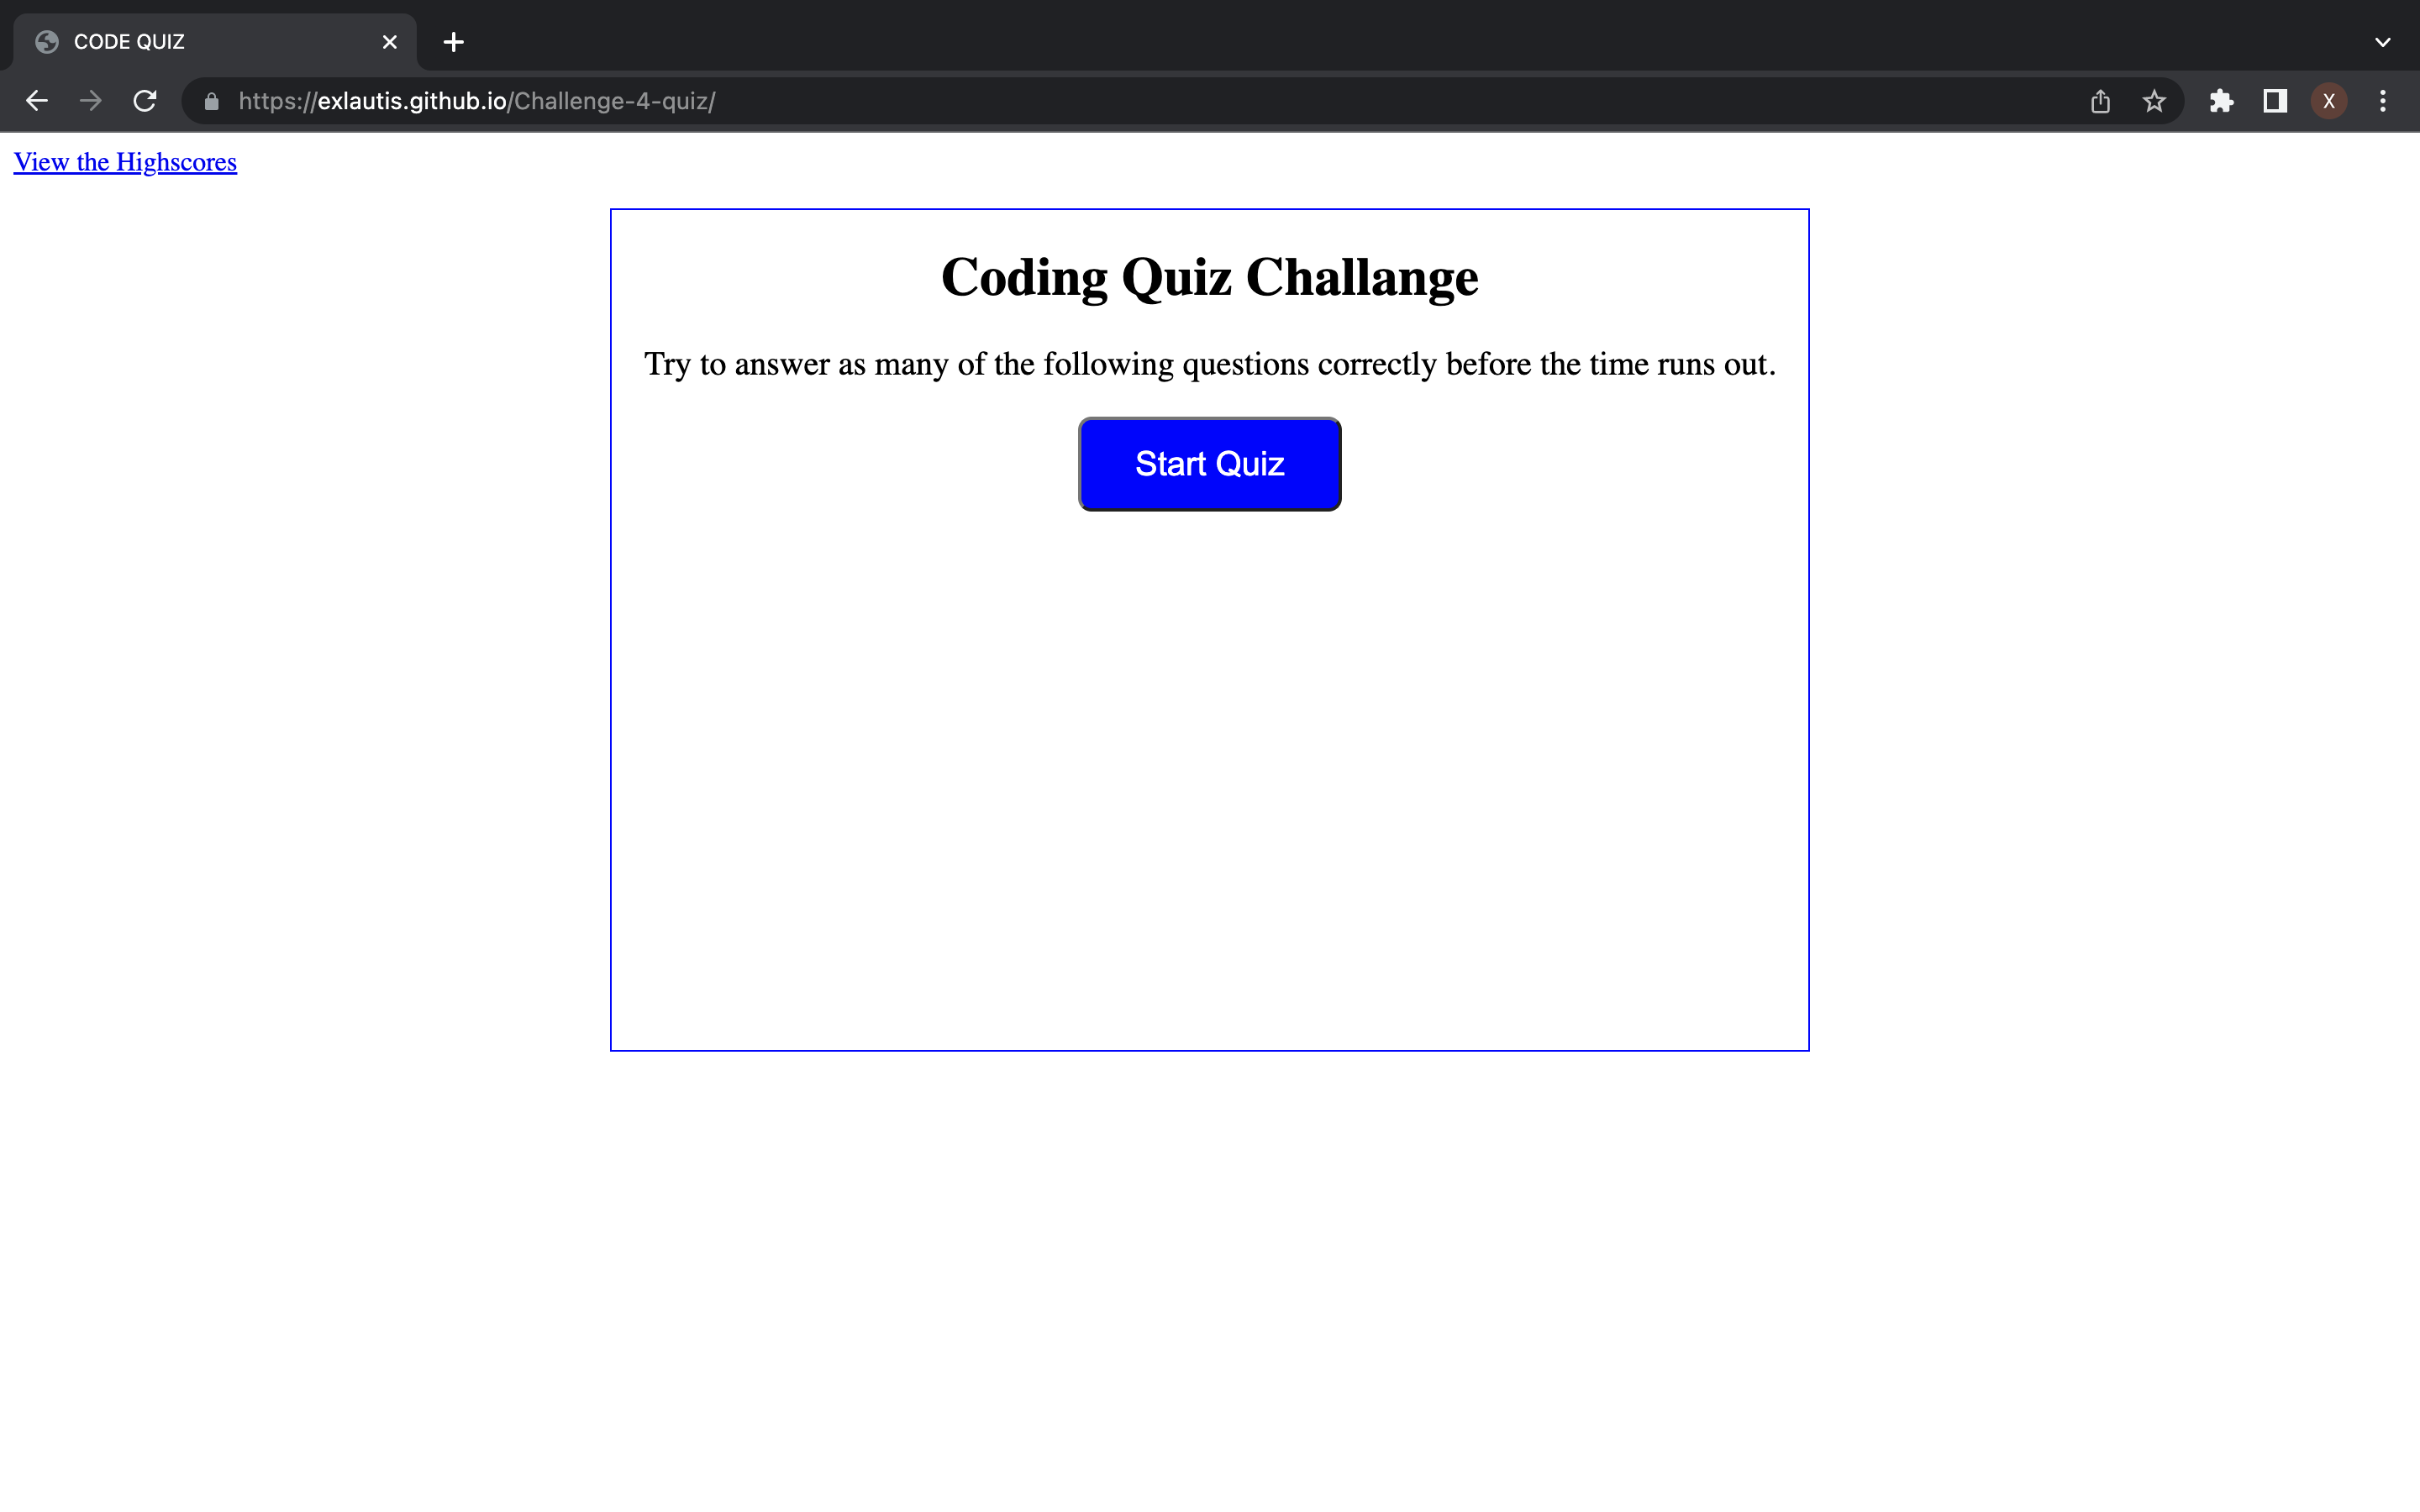 CODE QUIZ
https://exlautis.github.io/Challenge-4-quiz/
X
View the Highscores
Coding Quiz Challange
Try to answer as many of the following questions correctly before the time runs out.
Start Quiz